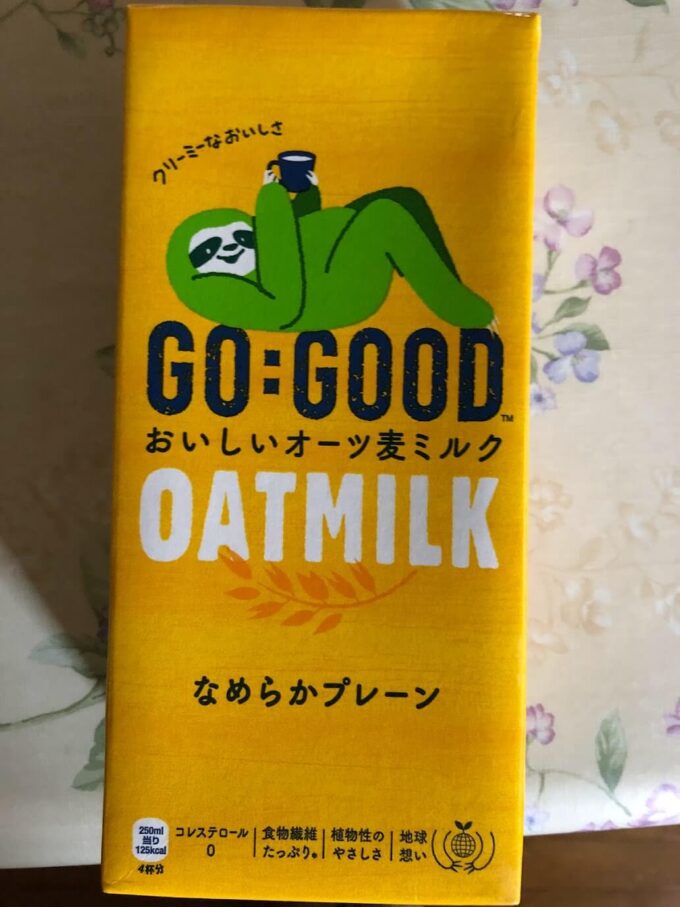 クリーミーなおいしさ
GO:GOOD™
おいしいオーツ麦ミルク
OATMILK
なめらかプレーン
250ml
当り
125kcal
4杯分
コレステロール
0
食物繊維
たっぷり。
植物性の
やさしさ
地球
想い